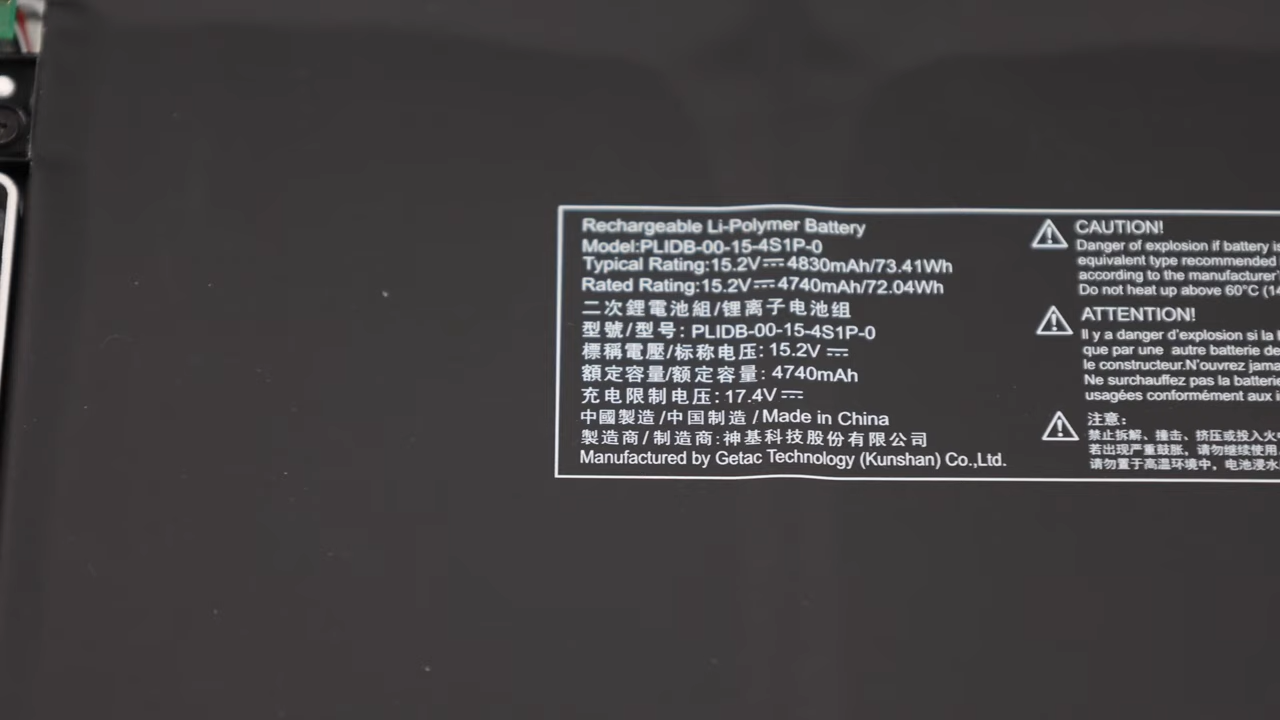 Rechargeable Li-Polymer Battery
Model:PLIDB-00-15-4S1P-0
Typical Rating:15.2V⎓4830mAh/73.41Wh
Rated Rating:15.2V⎓4740mAh/72.04Wh
二次鋰電池組/锂离子电池组
型號/型号: PLIDB-00-15-4S1P-0
標稱電壓/标称电压: 15.2V ⎓
額定容量/额定容量: 4740mAh
充电限制电压: 17.4V ⎓
中國製造/中国制造/Made in China
製造商/制造商:神基科技股份有限公司
Manufactured by Getac Technology (Kunshan) Co.,Ltd.
CAUTION!
Danger of explosion if battery is
equivalent type recommended
according to the manufacturer'
Do not heat up above 60°C (14
ATTENTION!
Il y a danger d'explosion si la
que par une autre batterie de
le constructeur.N'ouvrez jama
Ne surchauffez pas la batterie
usagées conformément aux i
注意:
禁止拆解、撞击、挤压或投入火
若出现严重鼓胀，请勿继续使用
请勿置于高温环境中，电池浸水